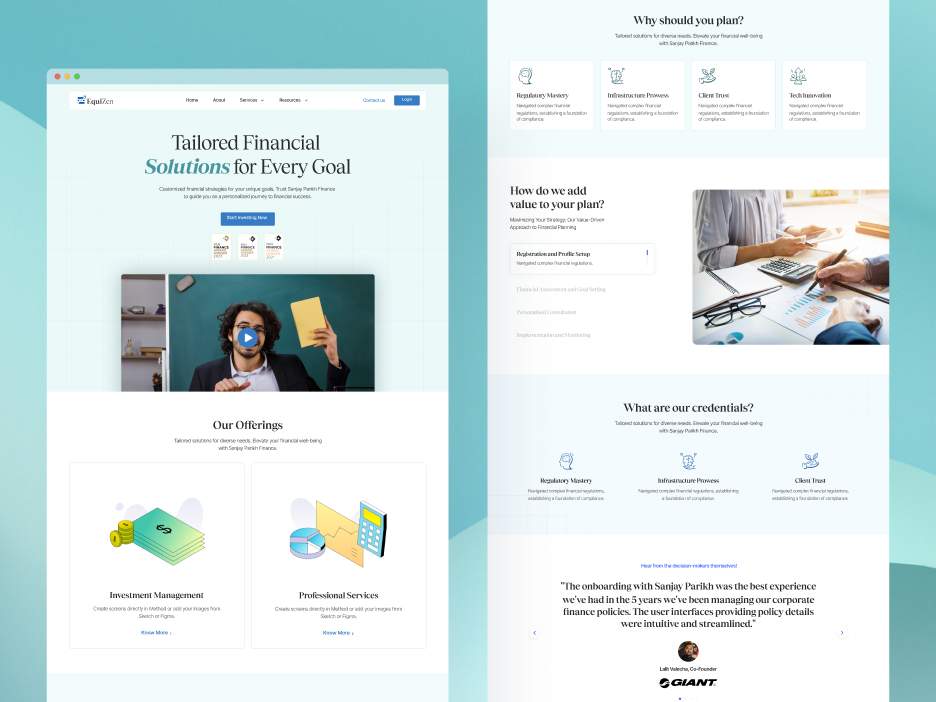 EquiZen
Home
About
Services
Resources
Contact us
Login
Tailored Financial
Solutions for Every Goal
Customized financial strategies for your unique goals. Trust Sanjay Parikh Finance
to guide you on a personalized journey to financial success.
Start Investing Now
FINANCE
FINANCE
FINANCE
Our Offerings
Tailored solutions for diverse needs. Elevate your financial well-being
with Sanjay Parikh Finance.
Investment Management
Create screens directly in Method or add your images from
Sketch or Figma.
Know More
Professional Services
Create screens directly in Method or add your images from
Sketch or Figma.
Know More
Why should you plan?
Tailored solutions for diverse needs. Elevate your financial well-being
with Sanjay Parikh Finance.
Regulatory Mastery
Navigated complex financial
regulations, establishing a foundation
of compliance.
Infrastructure Prowess
Navigated complex financial
regulations, establishing a foundation
of compliance.
Client Trust
Navigated complex financial
regulations, establishing a foundation
of compliance.
Tech Innovation
Navigated complex financial
regulations, establishing a foundation
of compliance.
How do we add
value to your plan?
Maximizing Your Strategy: Our Value-Driven
Approach to Financial Planning
Registration and Profile Setup
Navigated complex financial regulations.
Financial Assessment and Goal Setting
Personalised Consultation
Implementation and Monitoring
What are our credentials?
Tailored solutions for diverse needs. Elevate your financial well-being
with Sanjay Parikh Finance.
Regulatory Mastery
Navigated complex financial regulations,
establishing a foundation of compliance.
Infrastructure Prowess
Navigated complex financial regulations, establishing
a foundation of compliance.
Client Trust
Navigated complex financial regulations,
establishing a foundation of compliance.
Hear from the decision-makers themselves!
"The onboarding with Sanjay Parikh was the best experience
we've had in the 5 years we've been managing our corporate
finance policies. The user interfaces providing policy details
were intuitive and streamlined."
Lalit Valecha, Co-Founder
GIANT